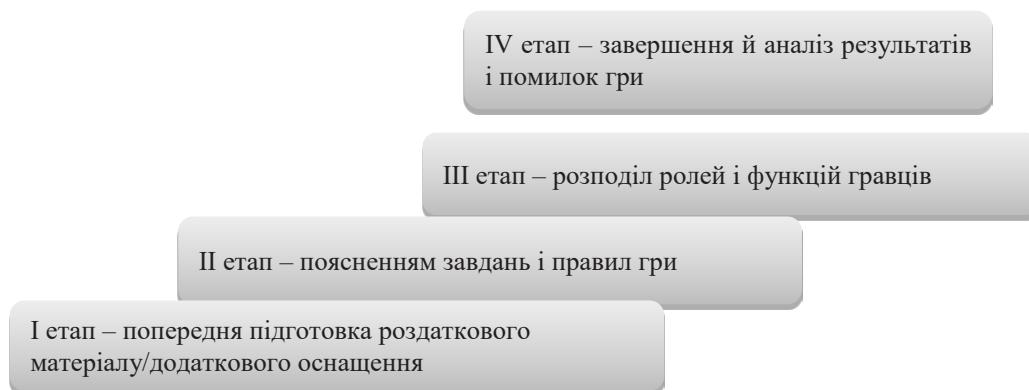 IV етап – завершення й аналіз результатів
і помилок гри
III етап – розподіл ролей і функцій гравців
II етап – поясненням завдань і правил гри
I етап – попередня підготовка роздаткового
матеріалу/додаткового оснащення